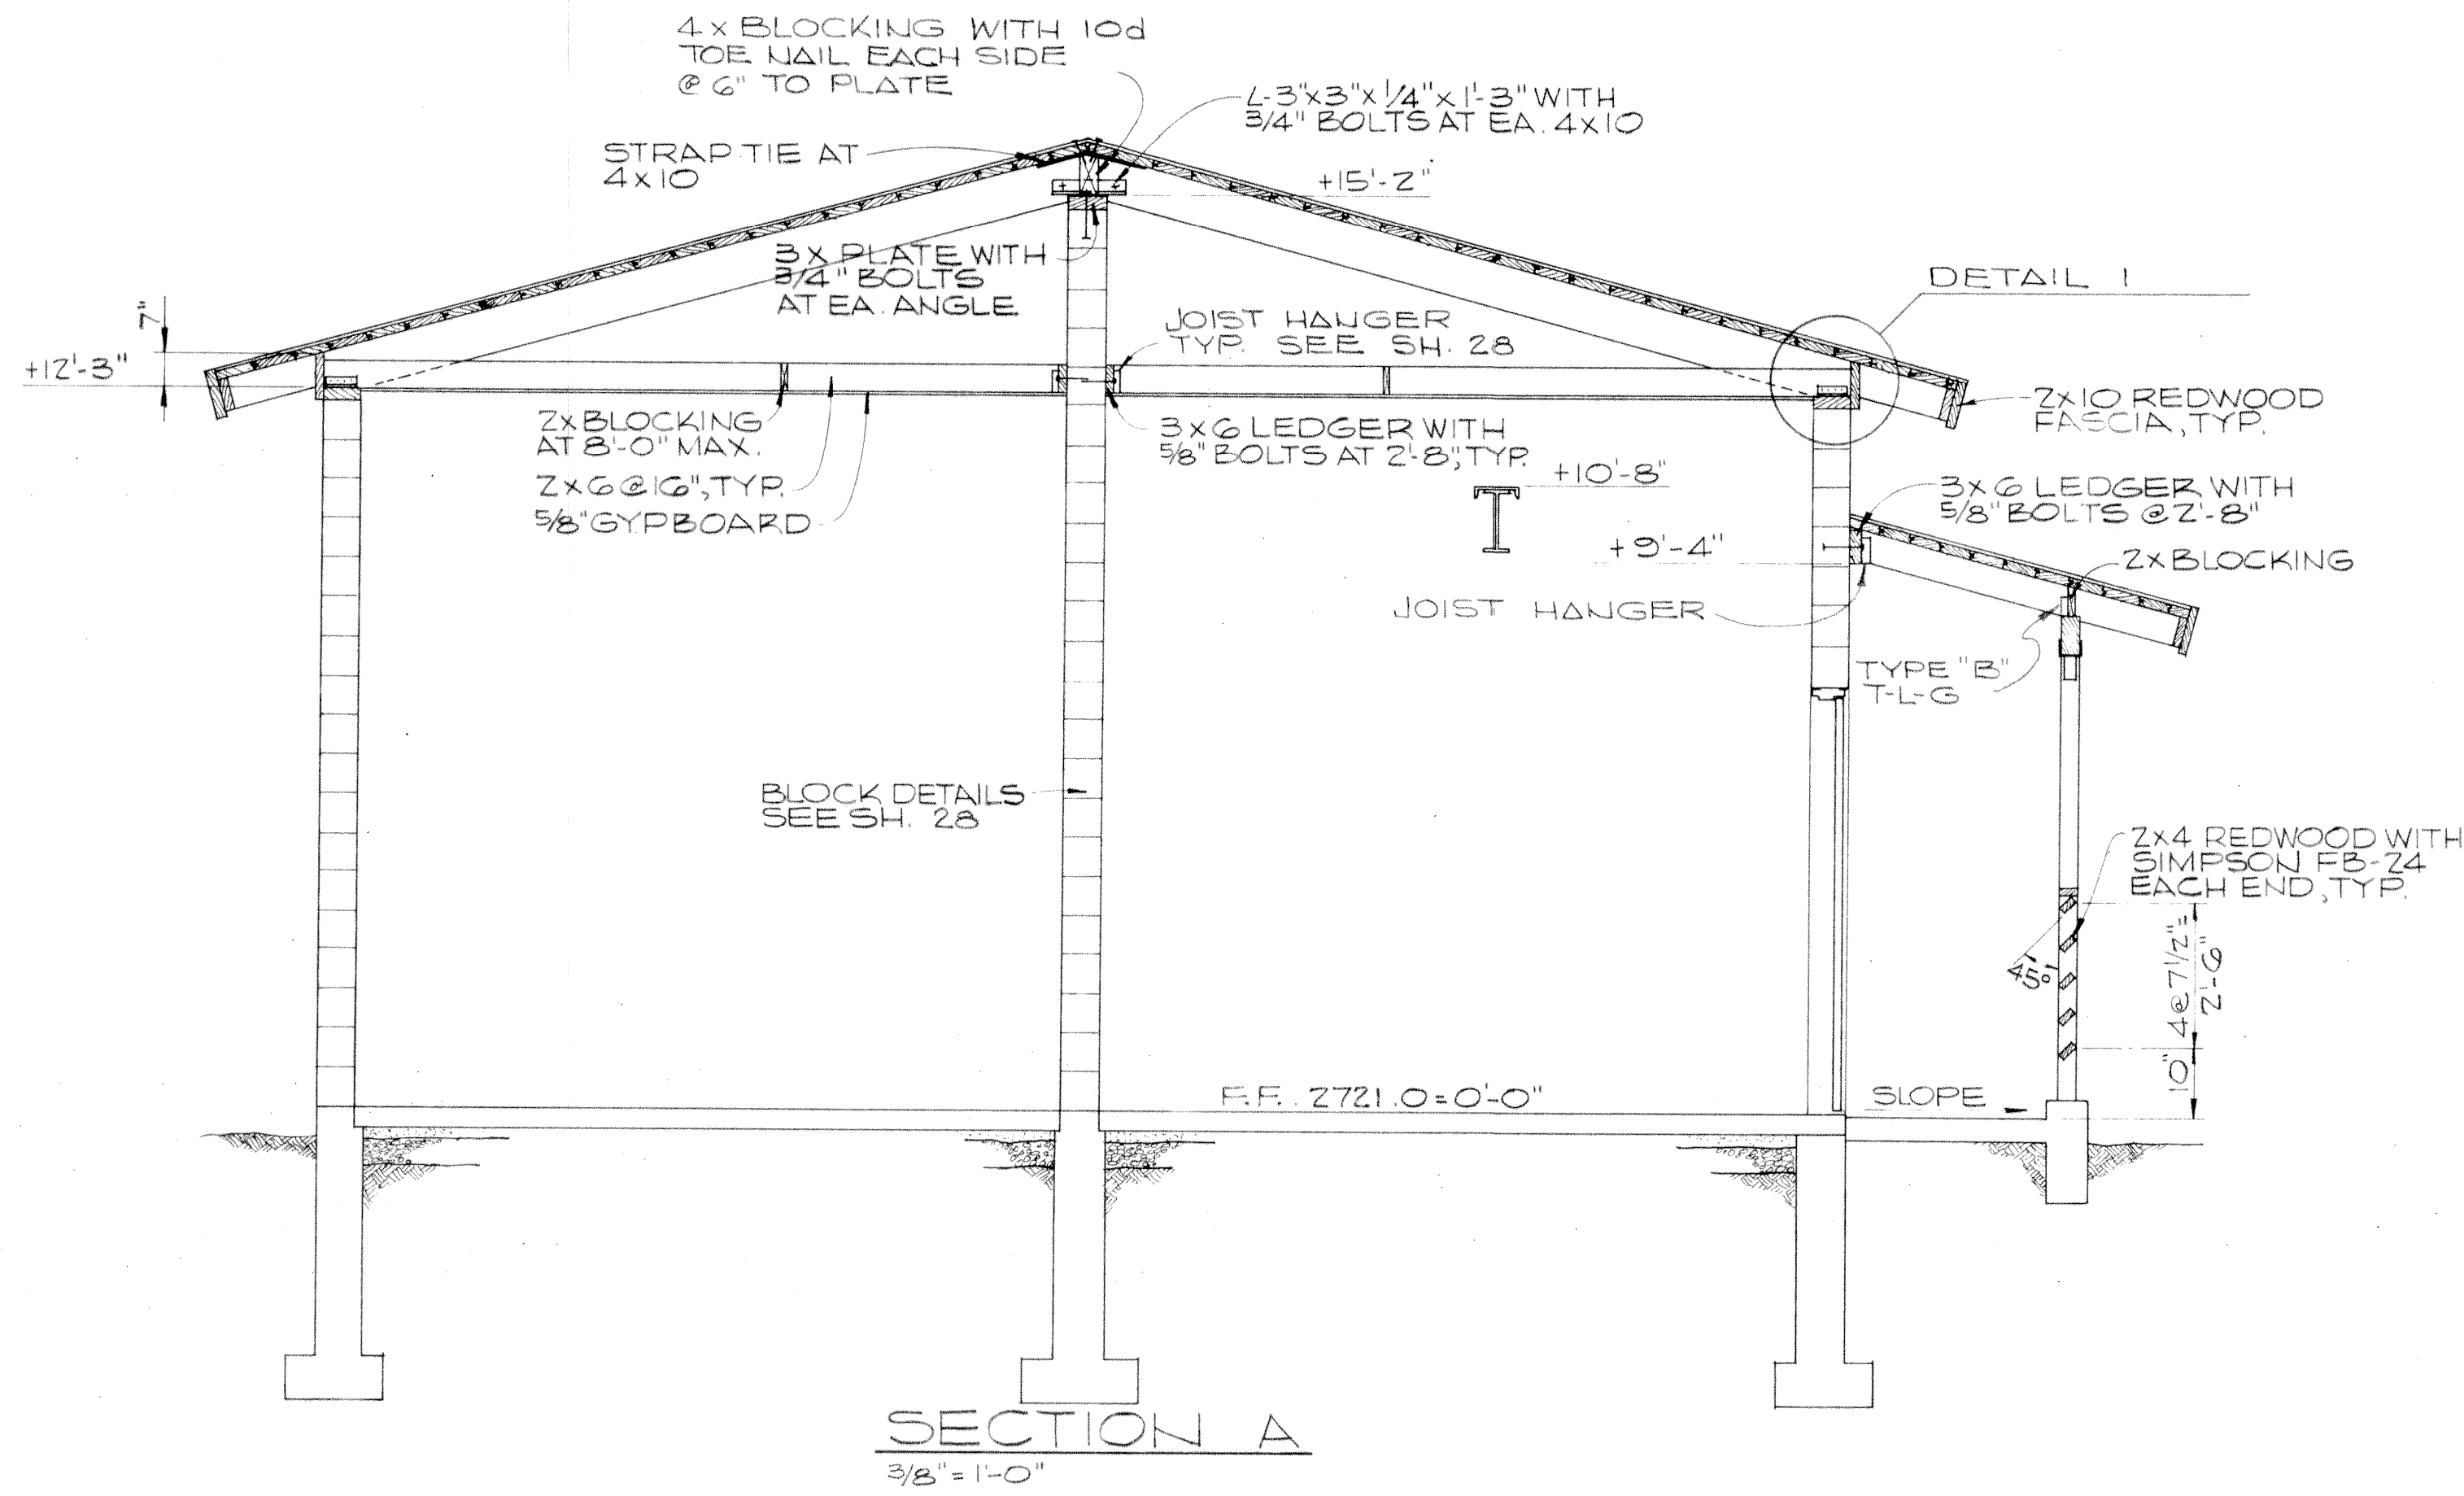 4 x BLOCKING WITH 10d
TOE NAIL EACH SIDE
@ 6" TO PLATE
L-3"x3"x1/4"x1'-3" WITH
3/4" BOLTS AT EA. 4x10
STRAP TIE AT
4x10
+15'-2"
3 x PLATE WITH
3/4" BOLTS
AT EA. ANGLE
DETAIL 1
7"
+12'-3"
JOIST HANGER
TYP. SEE SH. 28
2x BLOCKING
AT 8'-0" MAX.
2x6 @ 16", TYP.
5/8" GYPBOARD
3x6 LEDGER WITH
5/8" BOLTS AT 2'-8", TYP.
2x10 REDWOOD
FASCIA, TYP.
+10'-8"
3x6 LEDGER WITH
5/8" BOLTS @ 2'-8"
+9'-4"
2x BLOCKING
JOIST HANGER
TYPE "B"
T-L-G
BLOCK DETAILS
SEE SH. 28
2x4 REDWOOD WITH
SIMPSON FB-24
EACH END, TYP.
45°
4@7 1/2"=
2'-6"
10"
F.F. 2721.0=0'-0"
SLOPE
SECTION A
3/8"=1'-0"